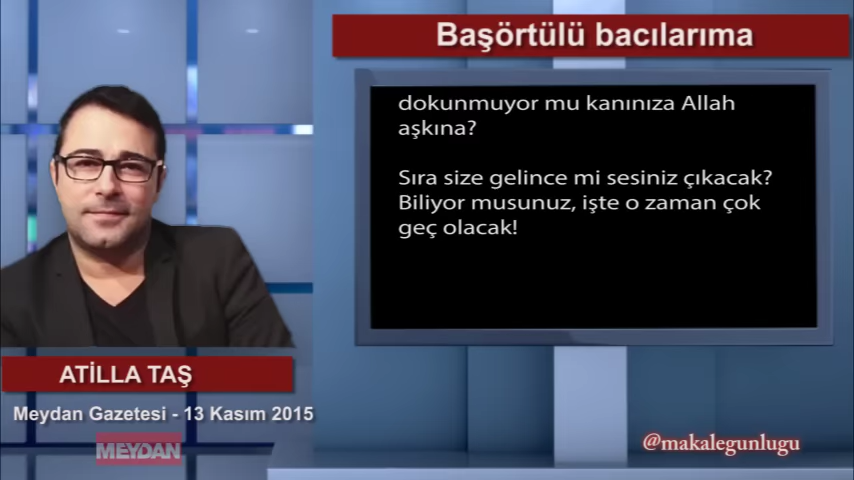 Başörtülü bacılarıma
dokunmuyor mu kanınıza Allah
aşkına?
Sıra size gelince mi sesiniz çıkacak?
Biliyor musunuz, işte o zaman çok
geç olacak!
ATİLLA TAŞ
Meydan Gazetesi - 13 Kasım 2015
MEYDAN
@makalegunlugu